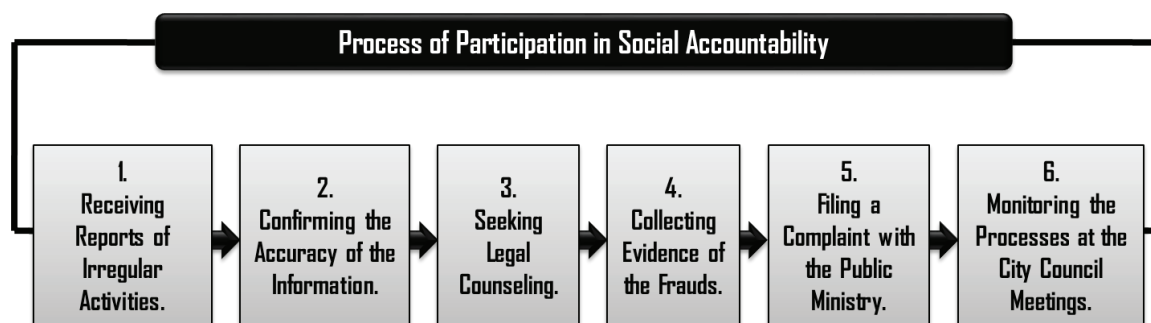 Process of Participation in Social Accountability
1.
Receiving
Reports of
Irregular
Activities.
2.
Confirming the
Accuracy of the
Information.
3.
Seeking
Legal
Counseling.
4.
Collecting
Evidence of
the Frauds.
5.
Filing a
Complaint with
the Public
Ministry.
6.
Monitoring the
Processes at the
City Council
Meetings.